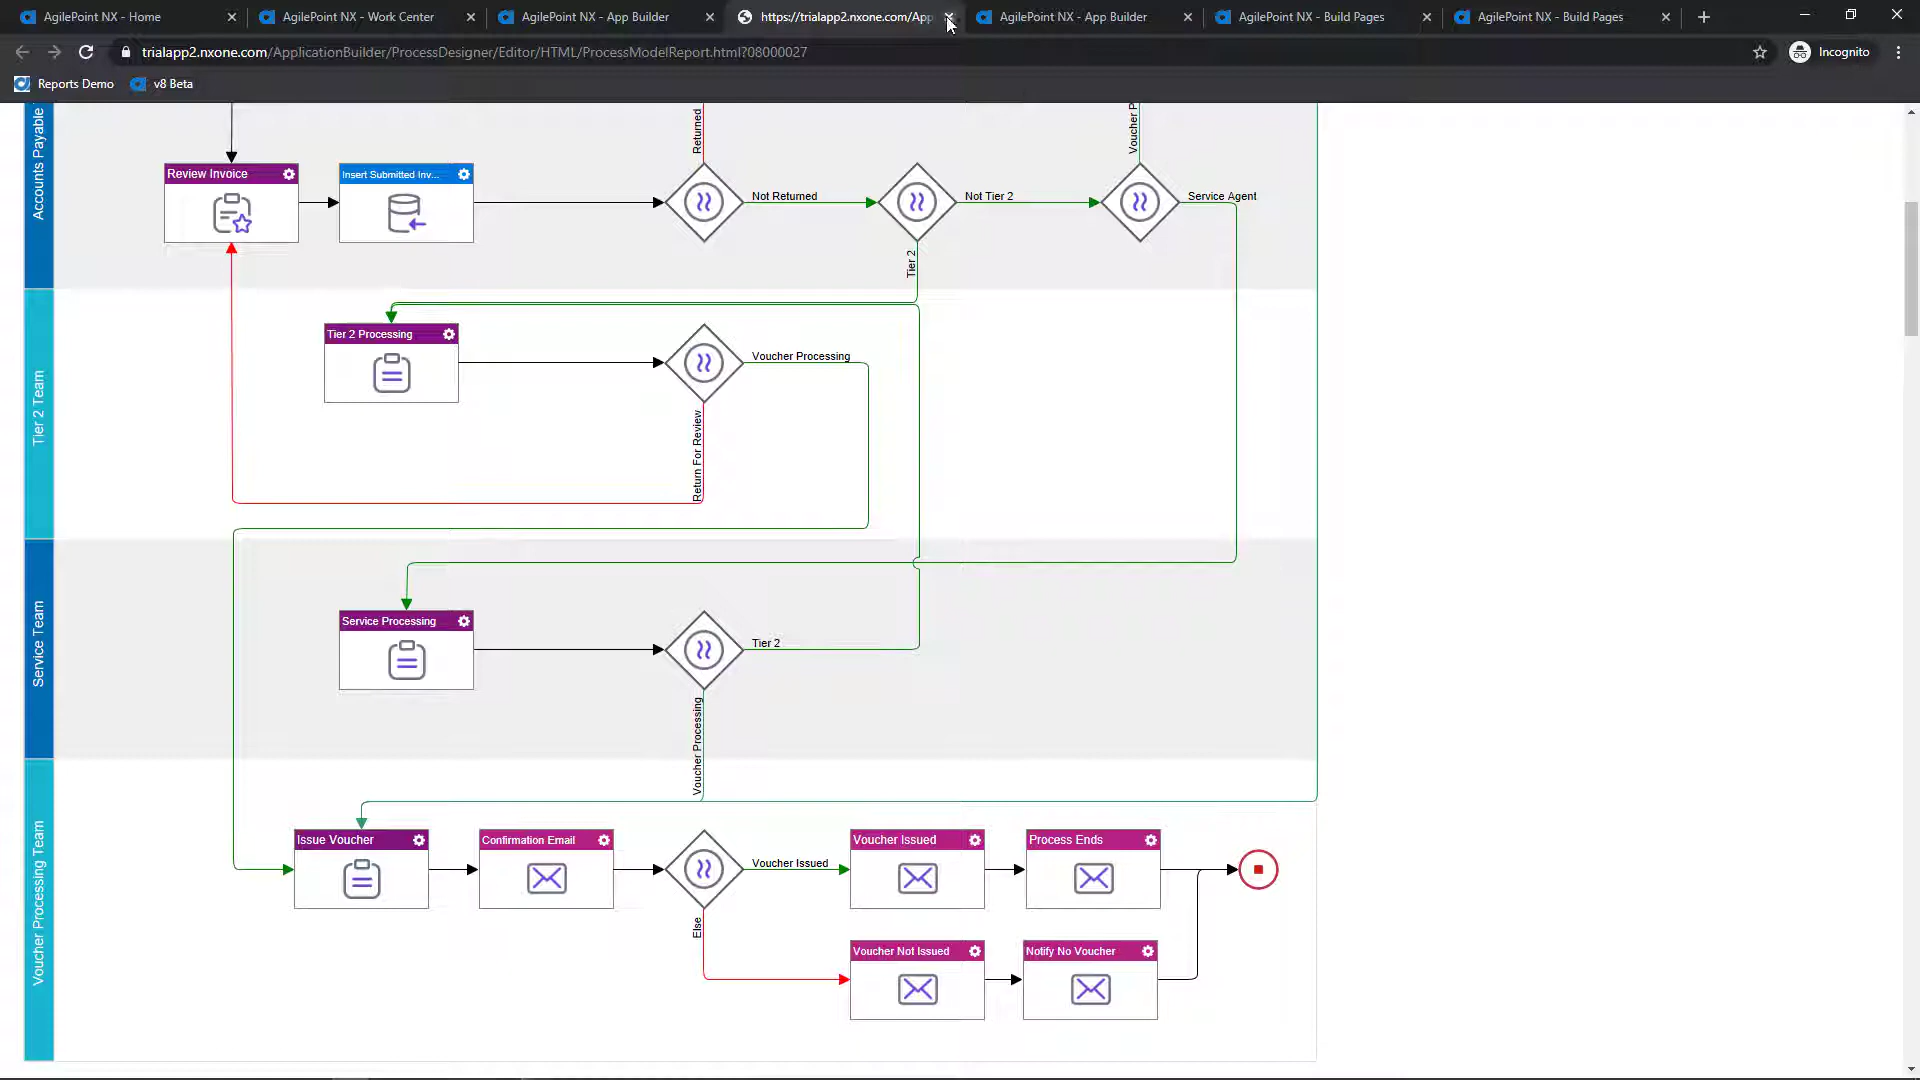 AgilePoint NX - Home
AgilePoint NX - Work Center
AgilePoint NX - App Builder
https://trialapp2.nxone.com/App
AgilePoint NX - App Builder
AgilePoint NX - Build Pages
AgilePoint NX - Build Pages
trialapp2.nxone.com/ApplicationBuilder/ProcessDesigner/Editor/HTML/ProcessModelReport.html?08000027
Incognito
Reports Demo
v8 Beta
Accounts Payable
Returned
Voucher P
Review Invoice
Insert Submitted Inv...
Not Returned
Not Tier 2
Service Agent
Tier 2
Tier 2 Team
Tier 2 Processing
Voucher Processing
Return For Review
Service Team
Service Processing
Tier 2
Voucher Processing
Voucher Processing Team
Issue Voucher
Confirmation Email
Voucher Issued
Voucher Issued
Process Ends
Else
Voucher Not Issued
Notify No Voucher